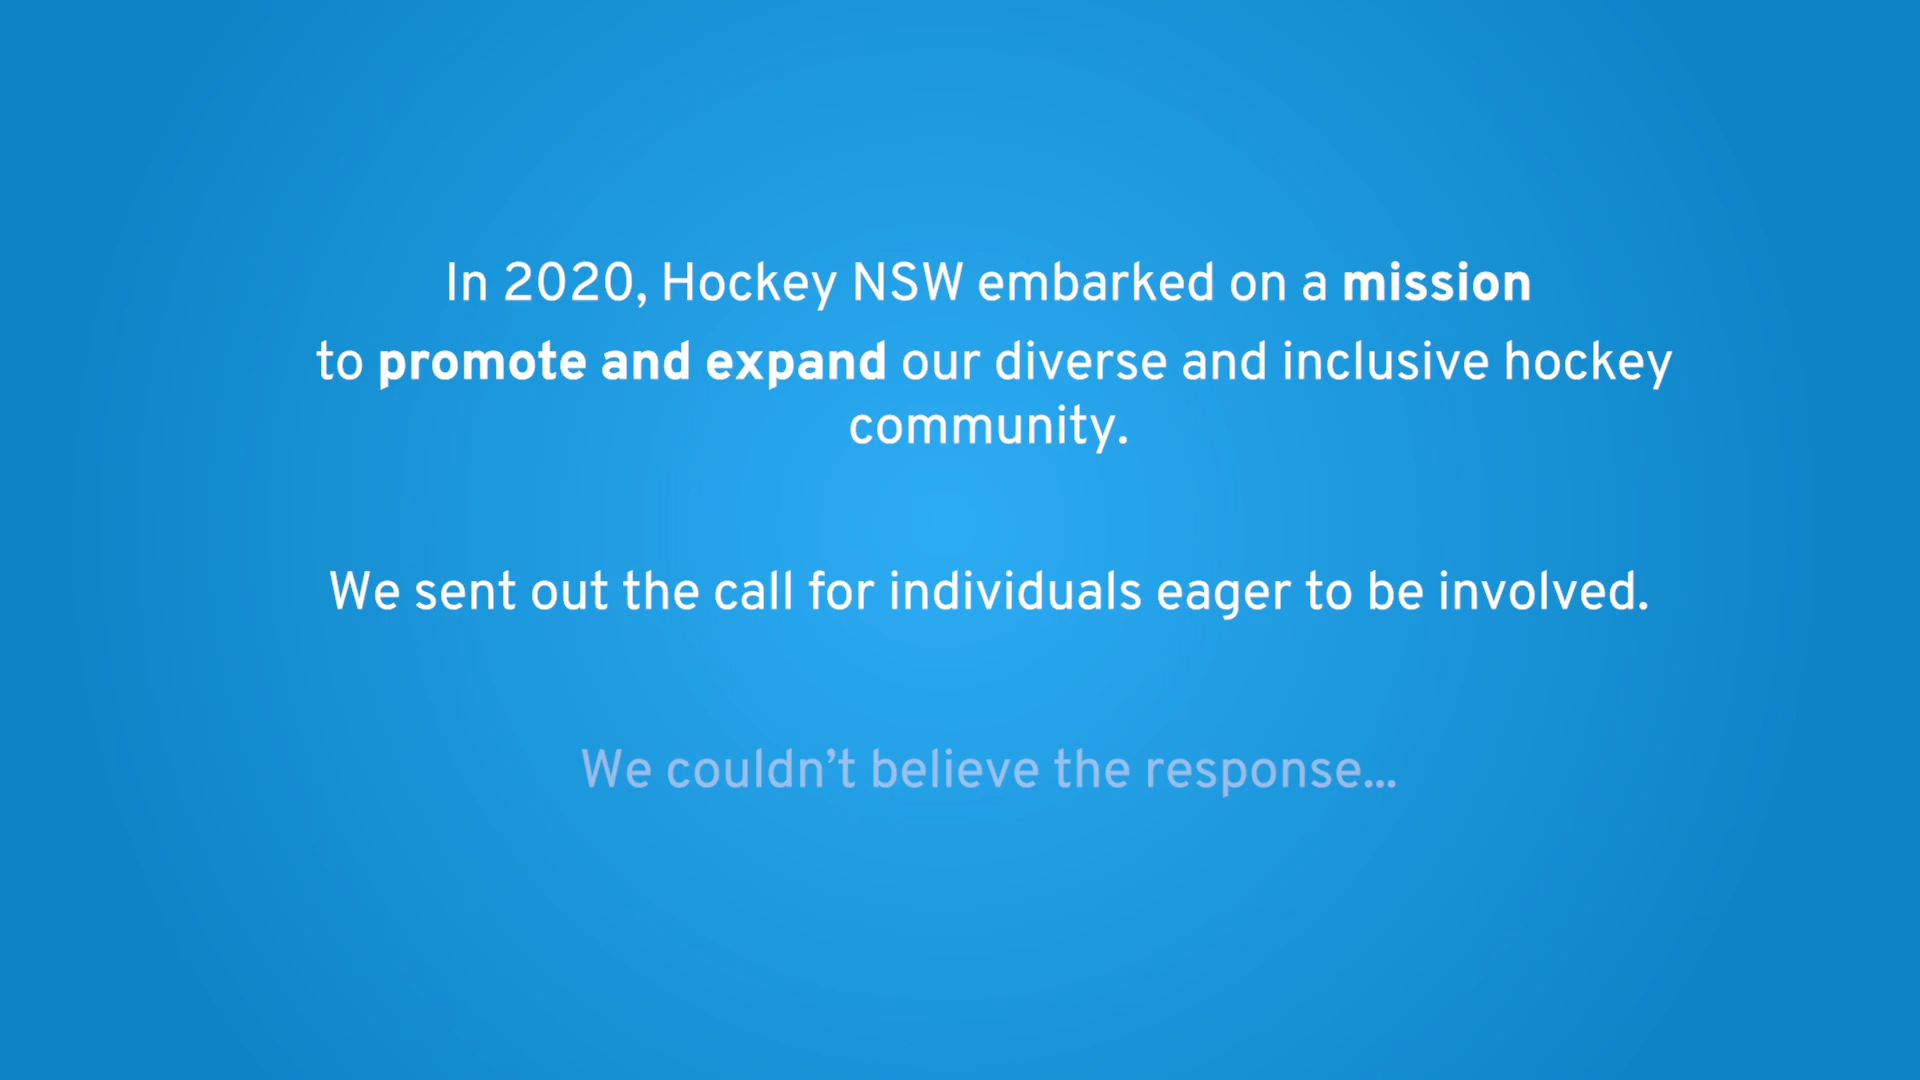 In 2020, Hockey NSW embarked on a mission
to promote and expand our diverse and inclusive hockey
community.
We sent out the call for individuals eager to be involved.
We couldn’t believe the response...